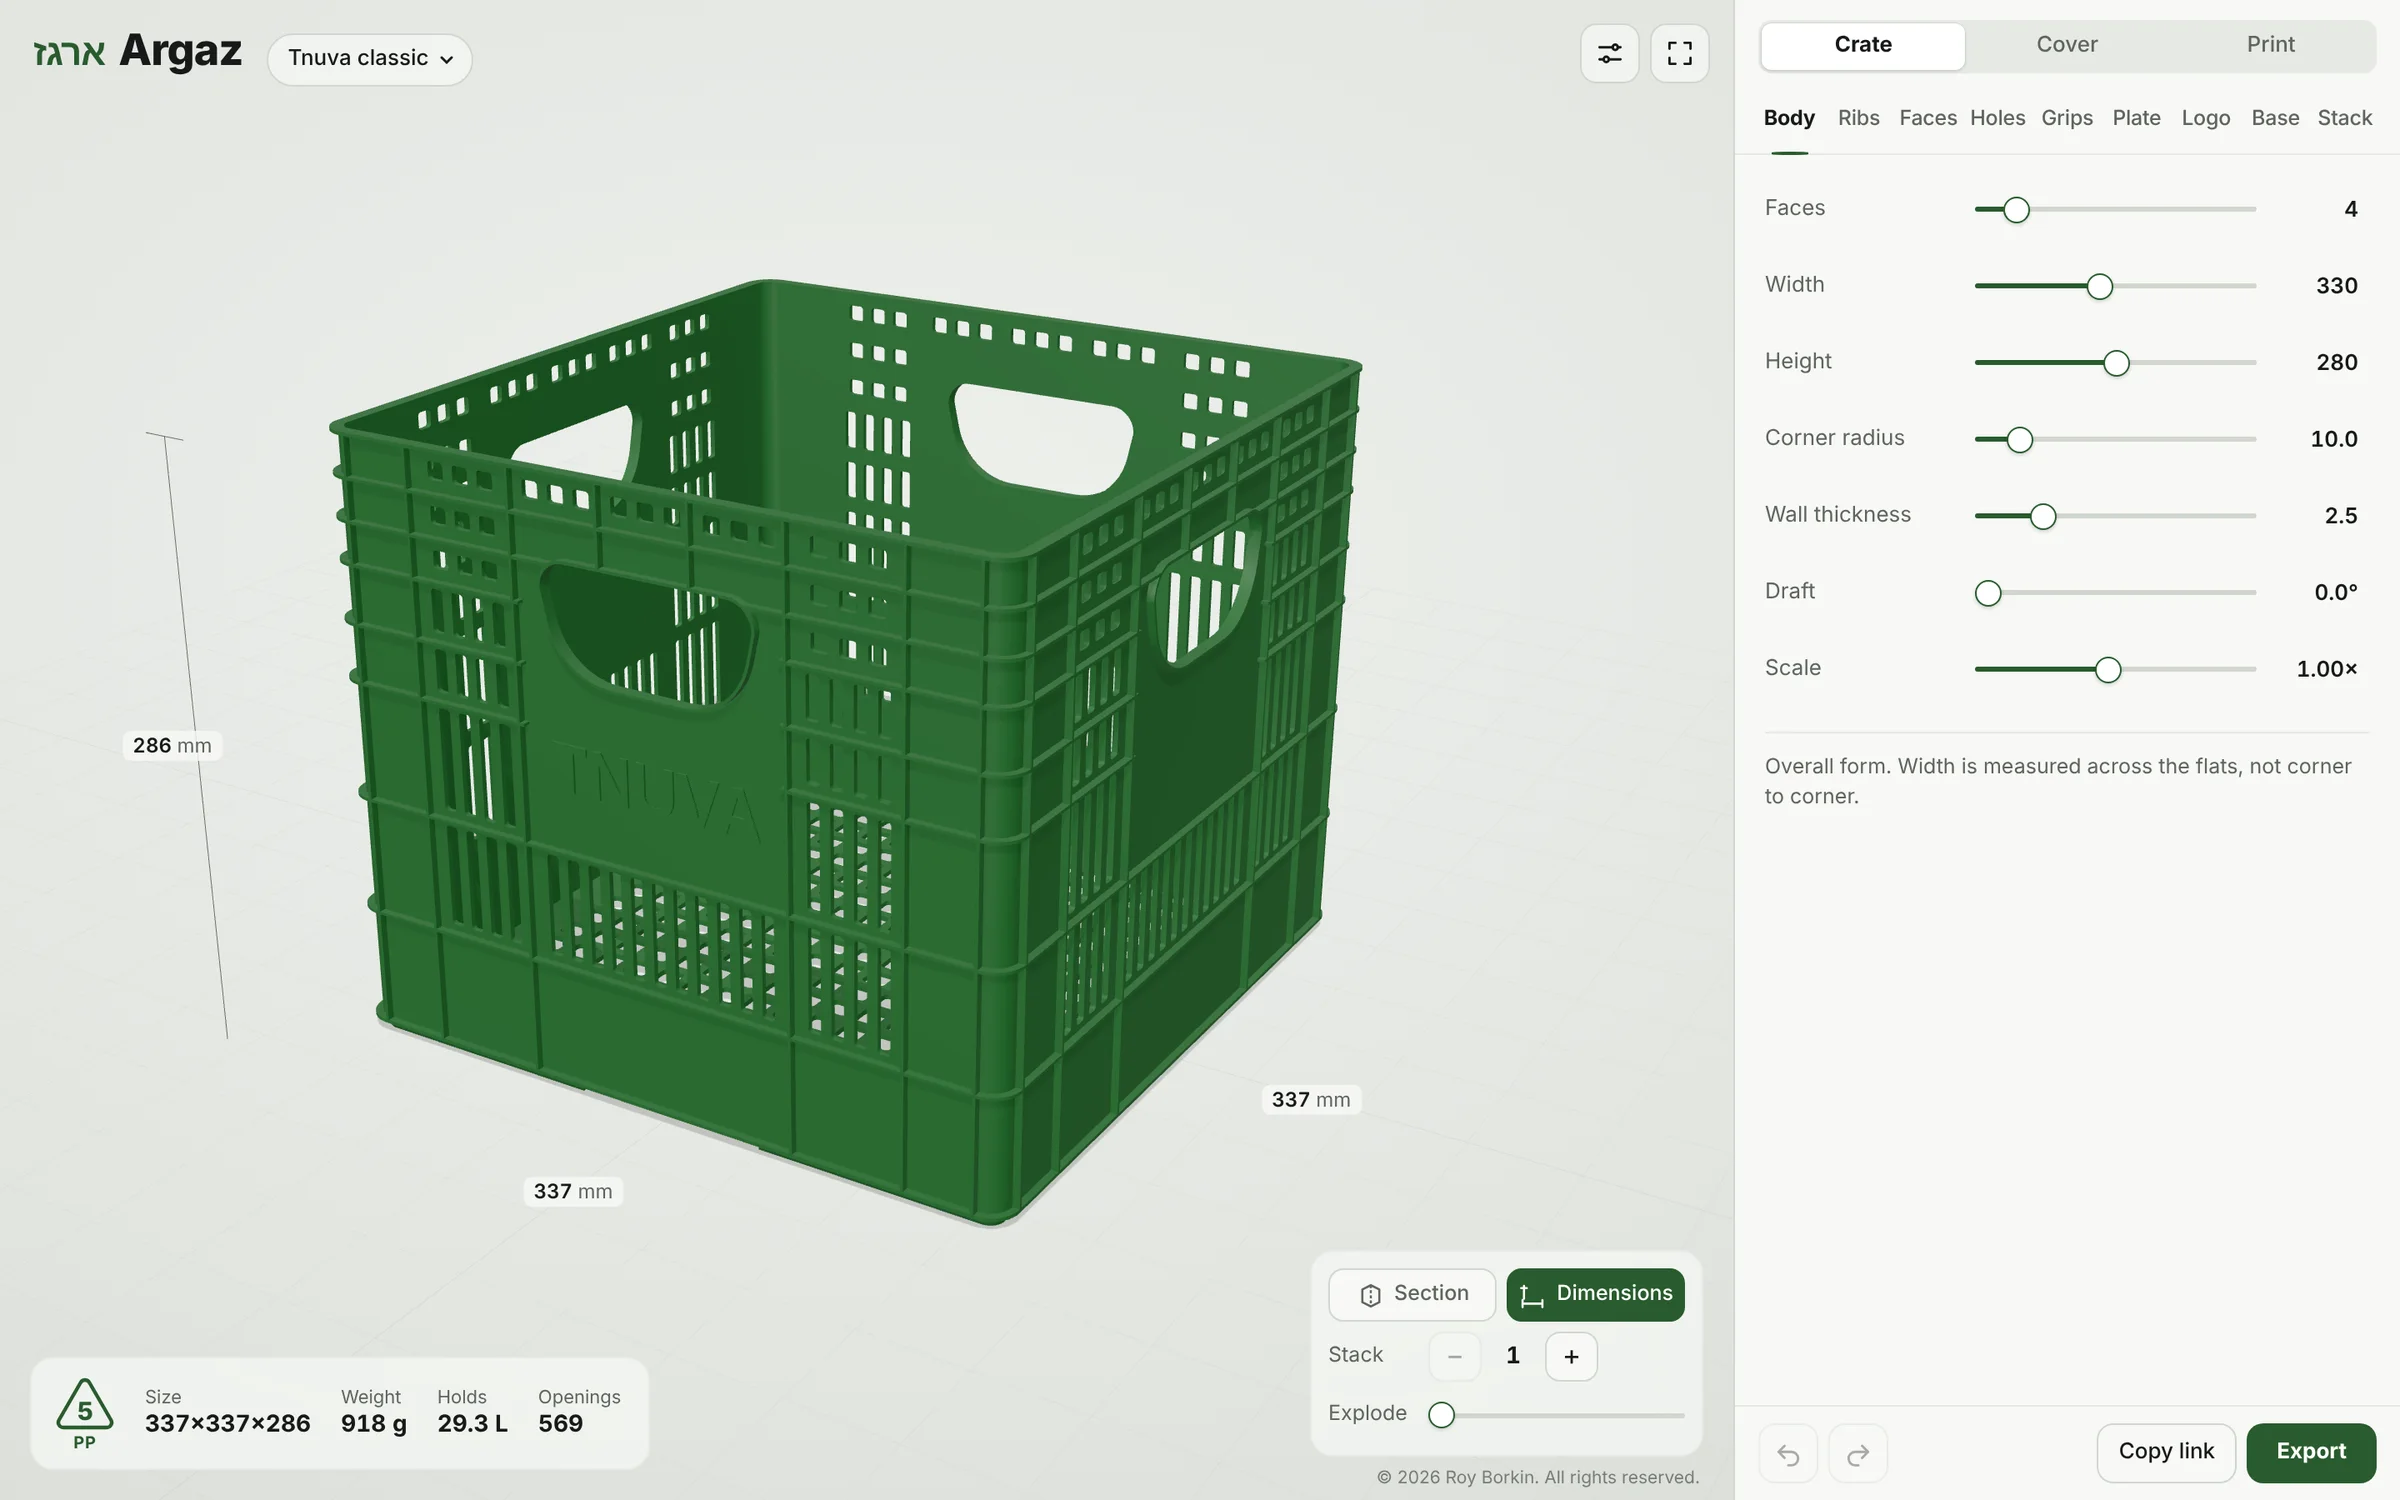 ארגז Argaz
Tnuva classic
Crate Cover Print
Body Ribs Faces Holes Grips Plate Logo Base Stack
Faces 4
Width 330
Height 280
Corner radius 10.0
Wall thickness 2.5
Draft 0.0°
Scale 1.00×
Overall form. Width is measured across the flats, not corner
to corner.
286 mm
TNUVA
337 mm
337 mm
Section Dimensions
Stack − 1 +
Explode
5
PP
Size Weight Holds Openings
337×337×286 918 g 29.3 L 569
© 2026 Roy Borkin. All rights reserved.
Copy link Export